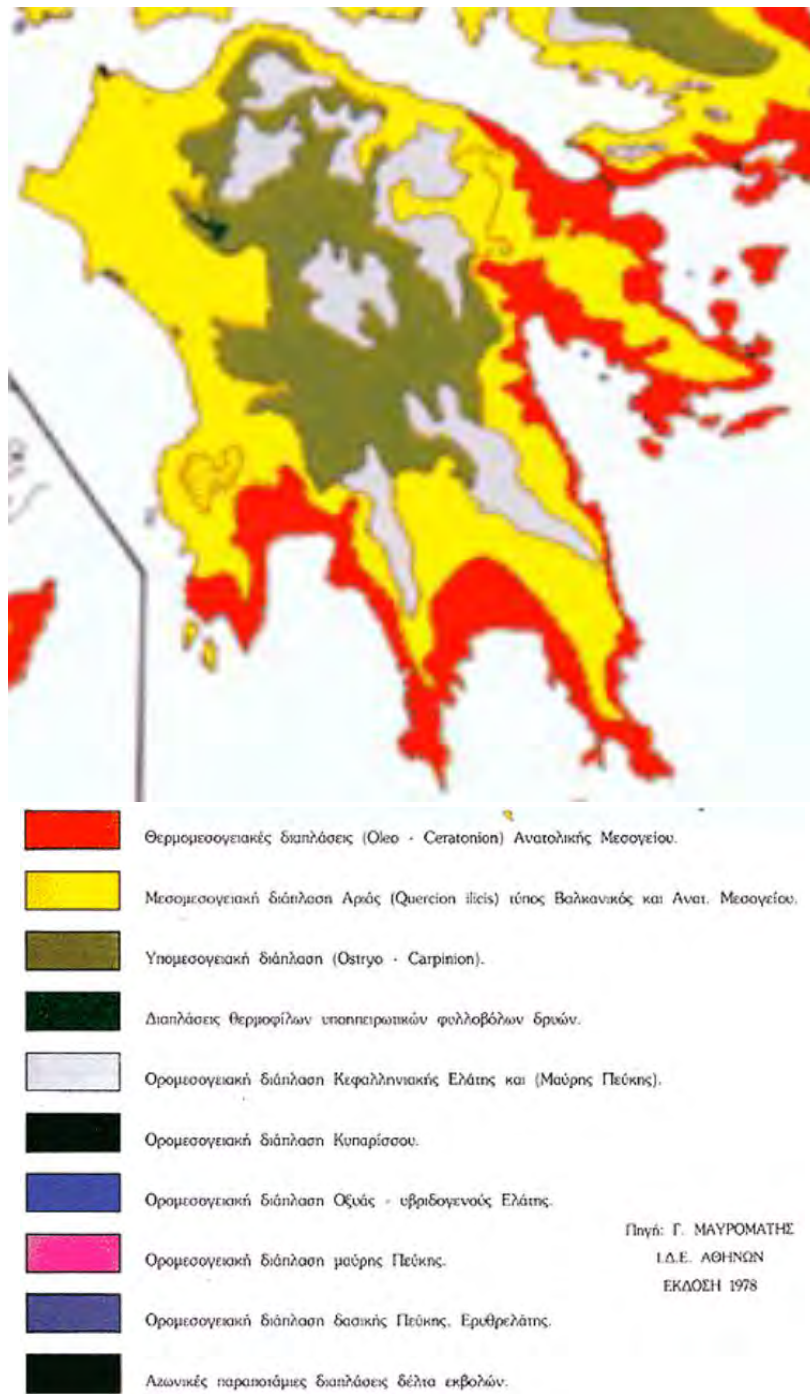 Θερμομεσογειακές διαπλάσεις (Oleo - Ceratonion) Ανατολικής Μεσογείου.
Μεσομεσογειακή διάπλαση Αριάς (Quercion ilicis) τύπος Βαλκανικός και Ανατ. Μεσογείου.
Υπομεσογειακή διάπλαση (Ostryo - Carpinion).
Διαπλάσεις θερμοφίλων υποηπειρωτικών φυλλοβόλων δρυών.
Ορομεσογειακή διάπλαση Κεφαλληνιακής Ελάτης και (Μαύρης Πεύκης).
Ορομεσογειακή διάπλαση Κυπαρίσσου.
Ορομεσογειακή διάπλαση Οξυάς - υβριδογενούς Ελάτης.
Ορομεσογειακή διάπλαση μαύρης Πεύκης.
Ορομεσογειακή διάπλαση δασικής Πεύκης, Ερυθρελάτης.
Αζωνικές παραποτάμιες διαπλάσεις δέλτα εκβολών.
Πηγή: Γ. ΜΑΥΡΟΜΑΤΗΣ
Ι.Δ.Ε. ΑΘΗΝΩΝ
ΕΚΔΟΣΗ 1978